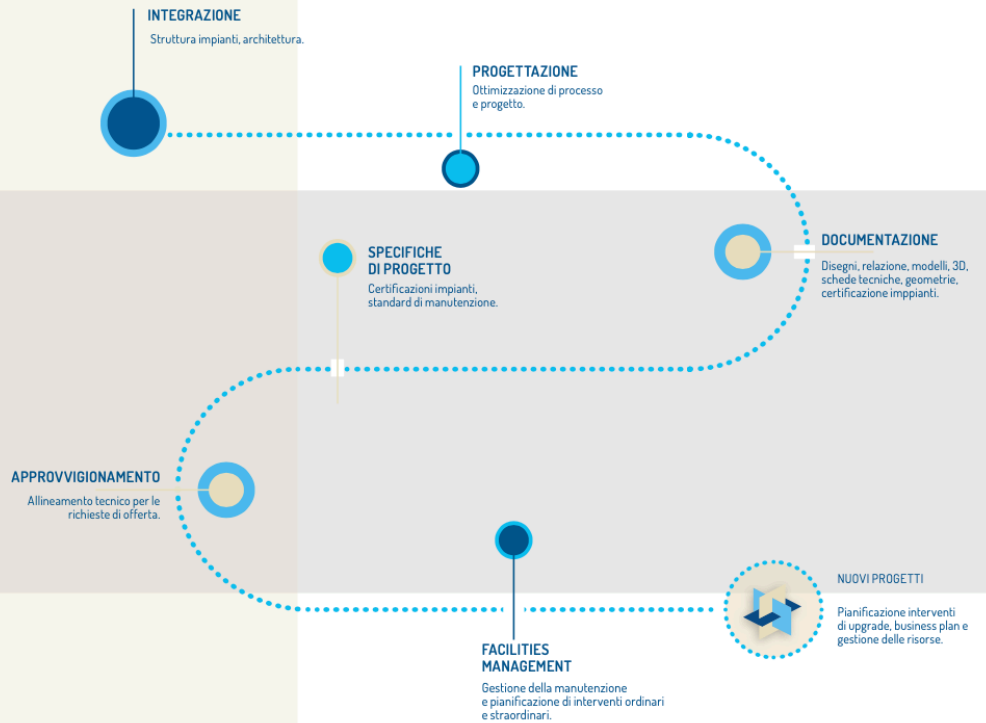 INTEGRAZIONE
Struttura impianti, architettura.
PROGETTAZIONE
Ottimizzazione di processo
e progetto.
DOCUMENTAZIONE
Disegni, relazione, modelli, 3D,
schede tecniche, geometrie,
certificazione imppianti.
SPECIFICHE
DI PROGETTO
Certificazioni impianti,
standard di manutenzione.
APPROVVIGIONAMENTO
Allineamento tecnico per le
richieste di offerta.
FACILITIES
MANAGEMENT
Gestione della manutenzione
e pianificazione di interventi ordinari
e straordinari.
NUOVI PROGETTI
Pianificazione interventi
di upgrade, business plan e
gestione delle risorse.